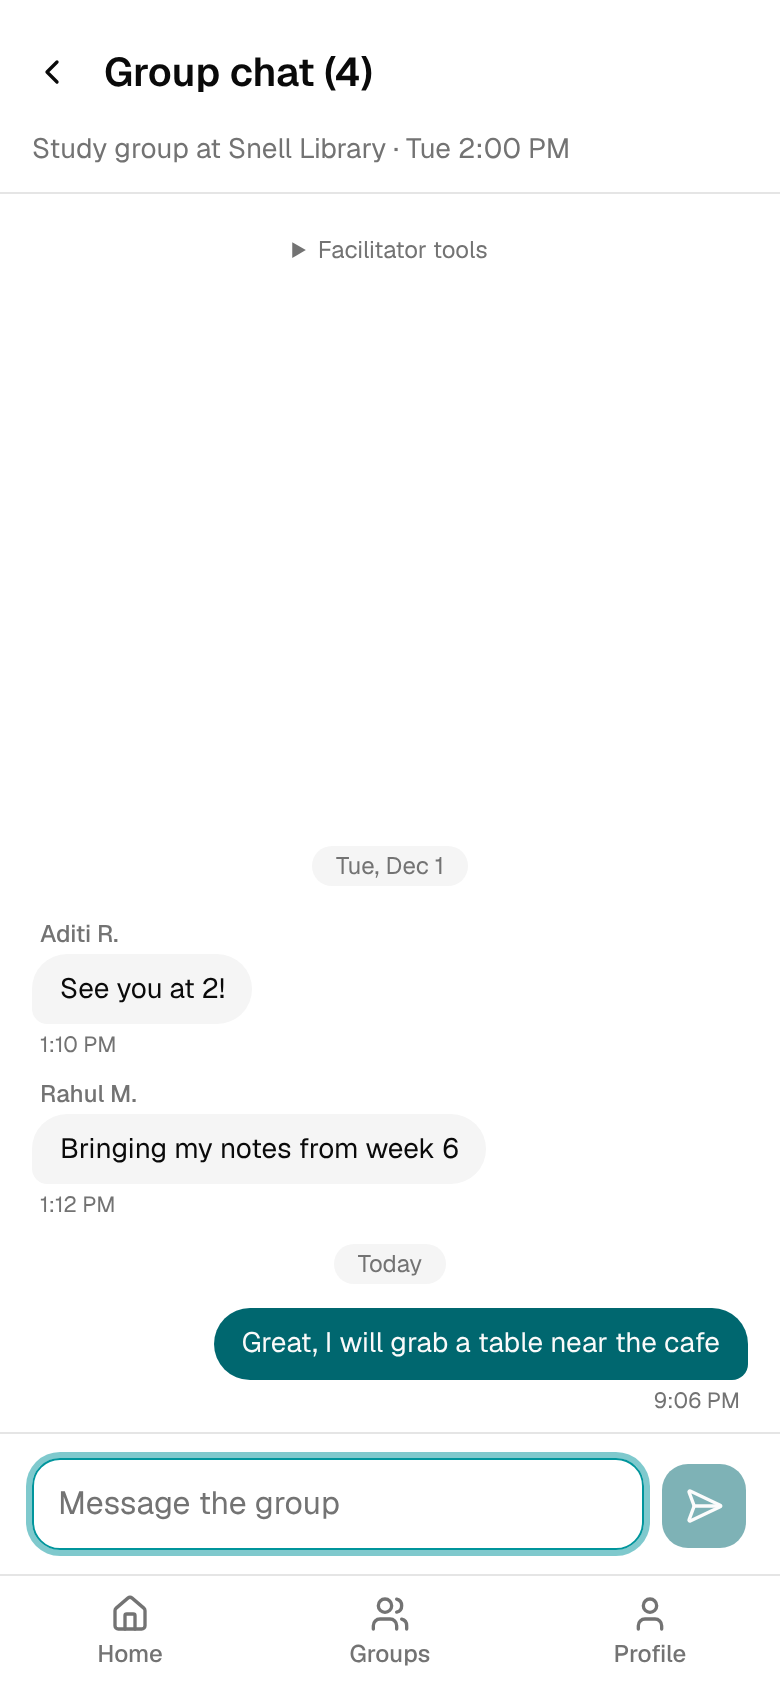 Group chat (4)
Study group at Snell Library · Tue 2:00 PM
Facilitator tools
Tue, Dec 1
Aditi R.
See you at 2!
1:10 PM
Rahul M.
Bringing my notes from week 6
1:12 PM
Today
Great, I will grab a table near the cafe
9:06 PM
Message the group
Home
Groups
Profile